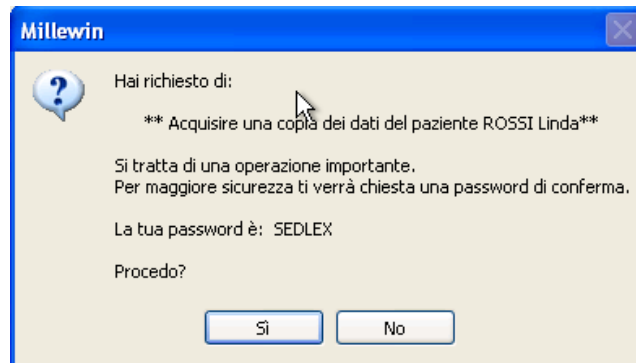 Millewin
Hai richiesto di:
** Acquisire una copia dei dati del paziente ROSSI Linda**
Si tratta di una operazione importante.
Per maggiore sicurezza ti verrà chiesta una password di conferma.
La tua password è: SEDLEX
Procedo?
Sì
No